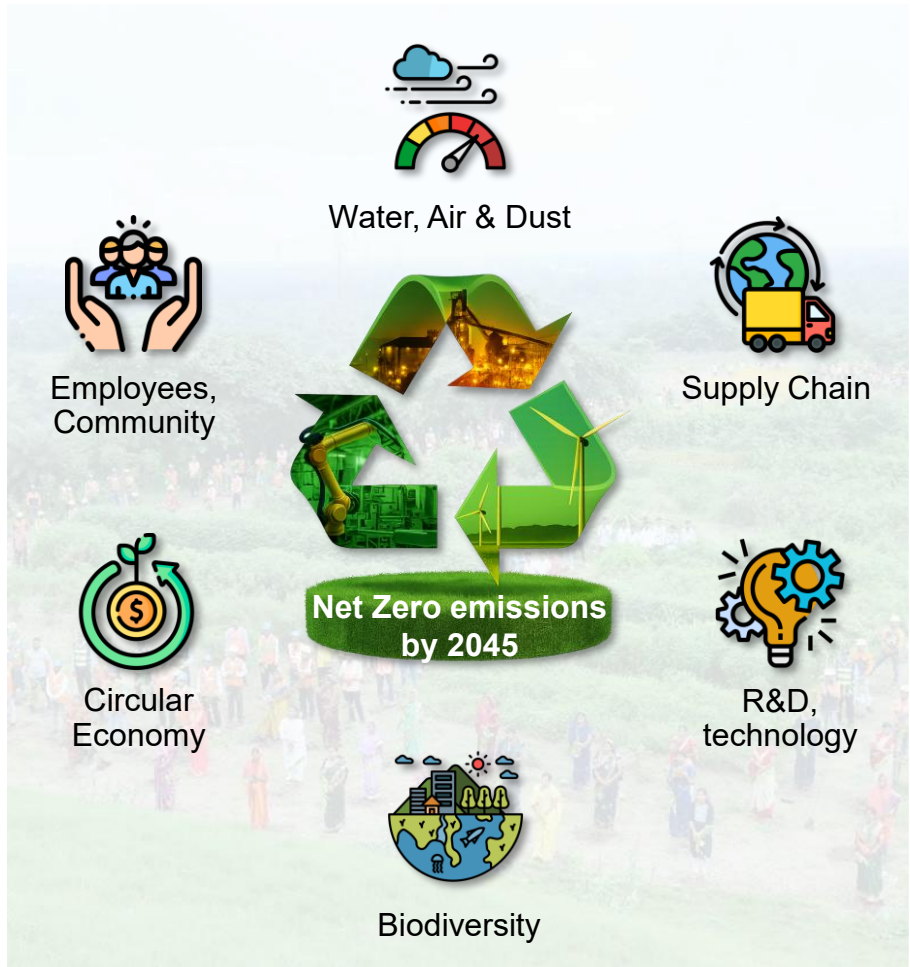 Water, Air & Dust
Employees,
Community
Supply Chain
Net Zero emissions
by 2045
Circular
Economy
R&D,
technology
Biodiversity